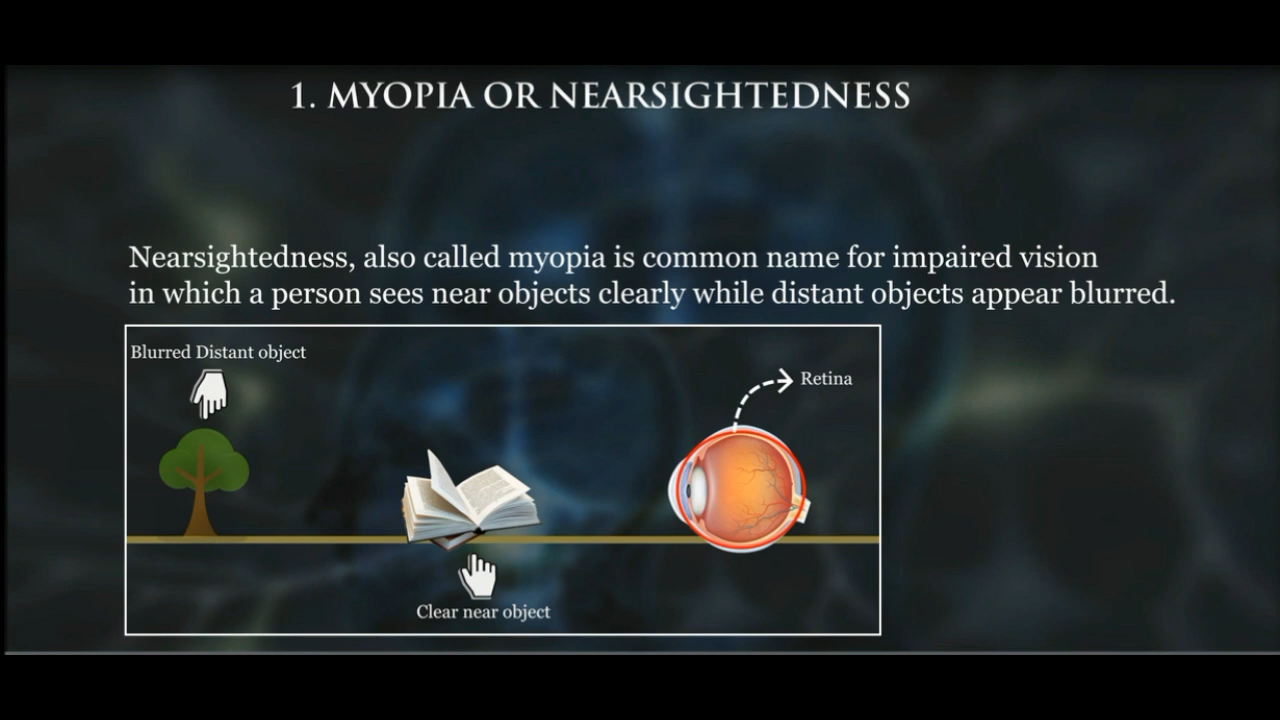 1. MYOPIA OR NEARSIGHTEDNESS
Nearsightedness, also called myopia is common name for impaired vision
in which a person sees near objects clearly while distant objects appear blurred.
Blurred Distant object
Retina
Clear near object